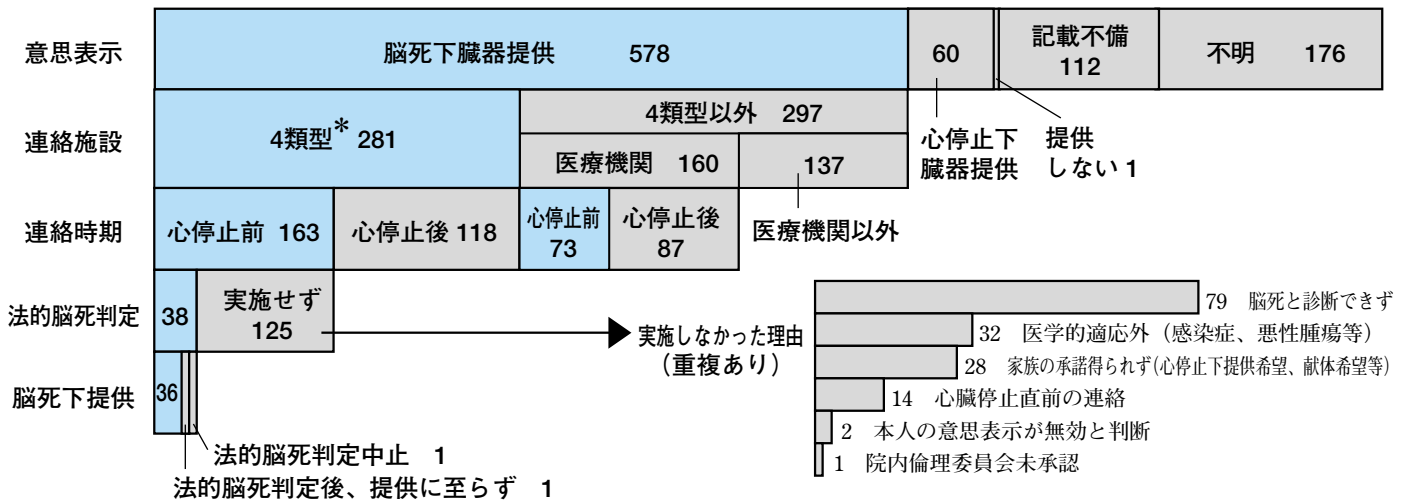 意思表示
脳死下臓器提供 578
60
記載不備
112
不明 176
連絡施設
4類型* 281
4類型以外 297
医療機関 160
137
心停止下
臓器提供
提供
しない 1
連絡時期
心停止前 163
心停止後 118
心停止前
73
心停止後
87
医療機関以外
法的脳死判定
38
実施せず
125
実施しなかった理由
(重複あり)
79 脳死と診断できず
32 医学的適応外(感染症、悪性腫瘍等)
28 家族の承諾得られず(心停止下提供希望、献体希望等)
14 心臓停止直前の連絡
2 本人の意思表示が無効と判断
1 院内倫理委員会未承認
脳死下提供
36
法的脳死判定中止 1
法的脳死判定後、提供に至らず 1